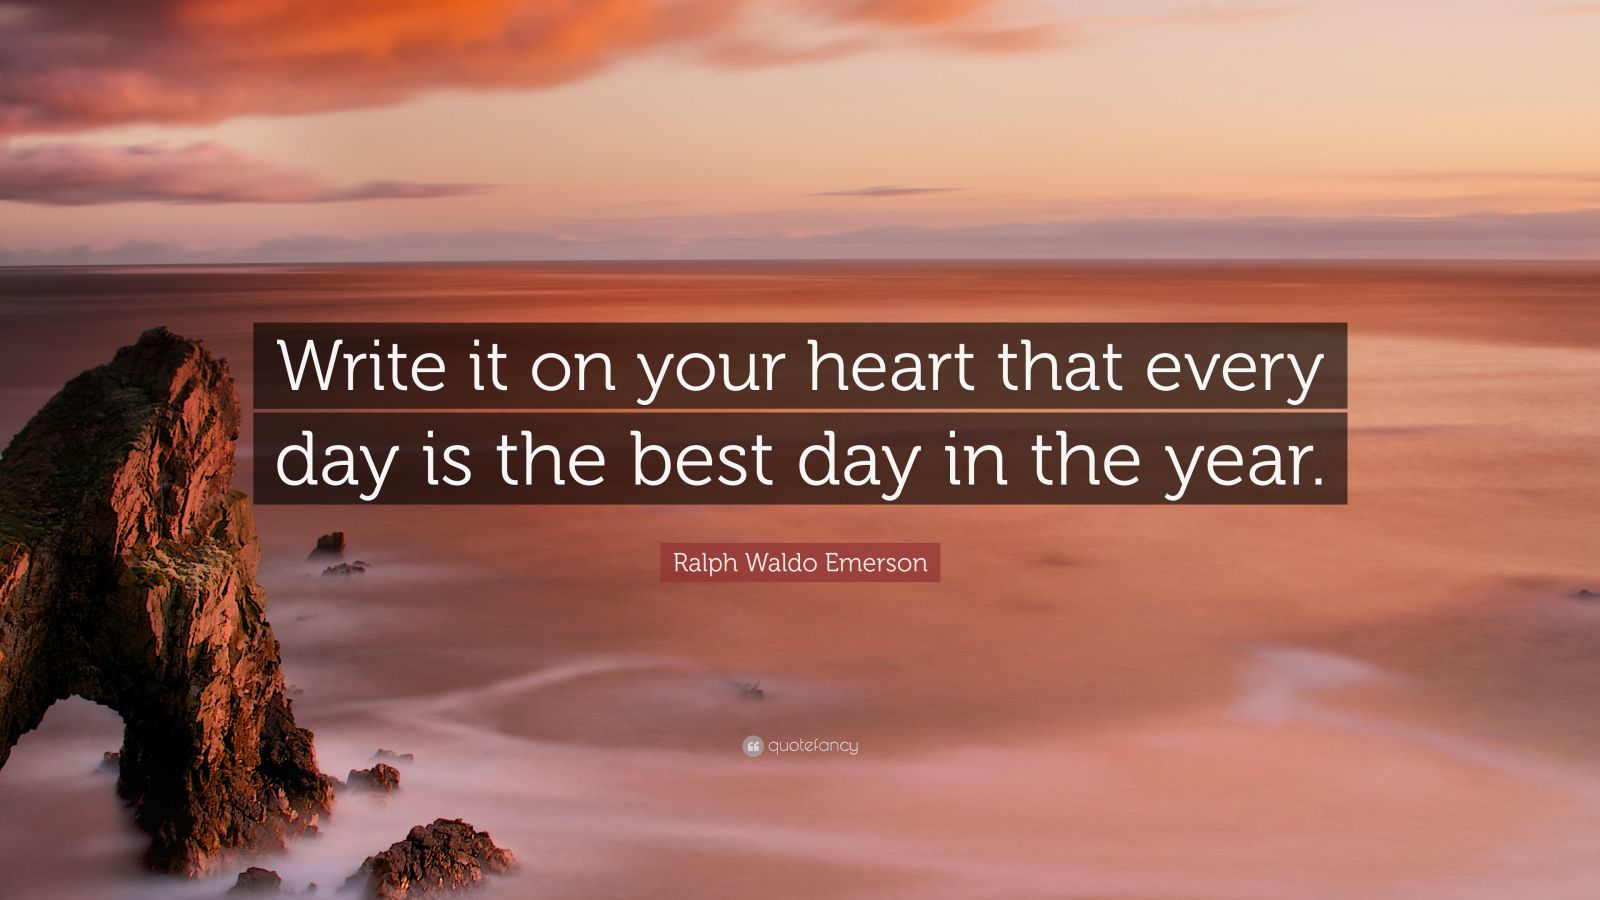 Write it on your heart that every
day is the best day in the year.
Ralph Waldo Emerson
quotefancy